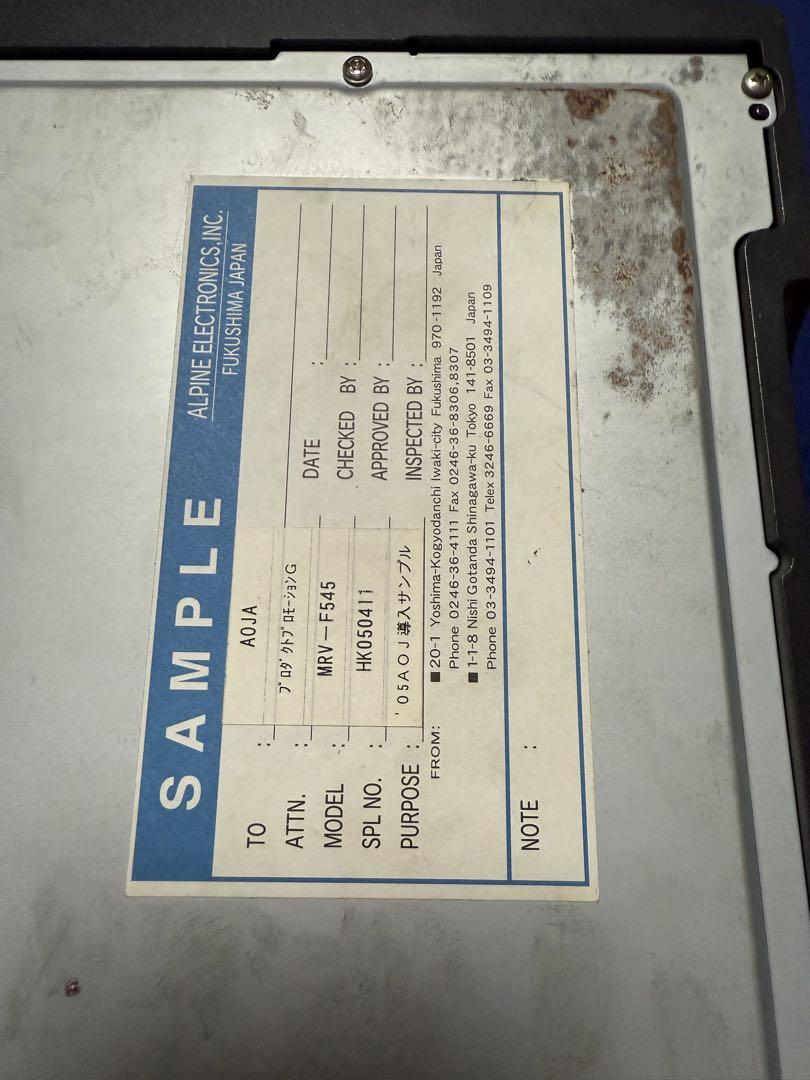 SAMPLE
ALPINE ELECTRONICS,INC.
FUKUSHIMA JAPAN
TO : AOJA
ATTN. : プロダクトプロモーションG
MODEL : MRV-F545
SPL NO. : HK050411
PURPOSE : '05AOJ導入サンプル
DATE :
CHECKED BY :
APPROVED BY :
INSPECTED BY :
FROM:
■20-1 Yoshima-Kogyodanchi Iwaki-city Fukushima 970-1192 Japan
Phone 0246-36-4111 Fax 0246-36-8306,8307
■1-1-8 Nishi Gotanda Shinagawa-ku Tokyo 141-8501 Japan
Phone 03-3494-1101 Telex 3246-6669 Fax 03-3494-1109
NOTE :